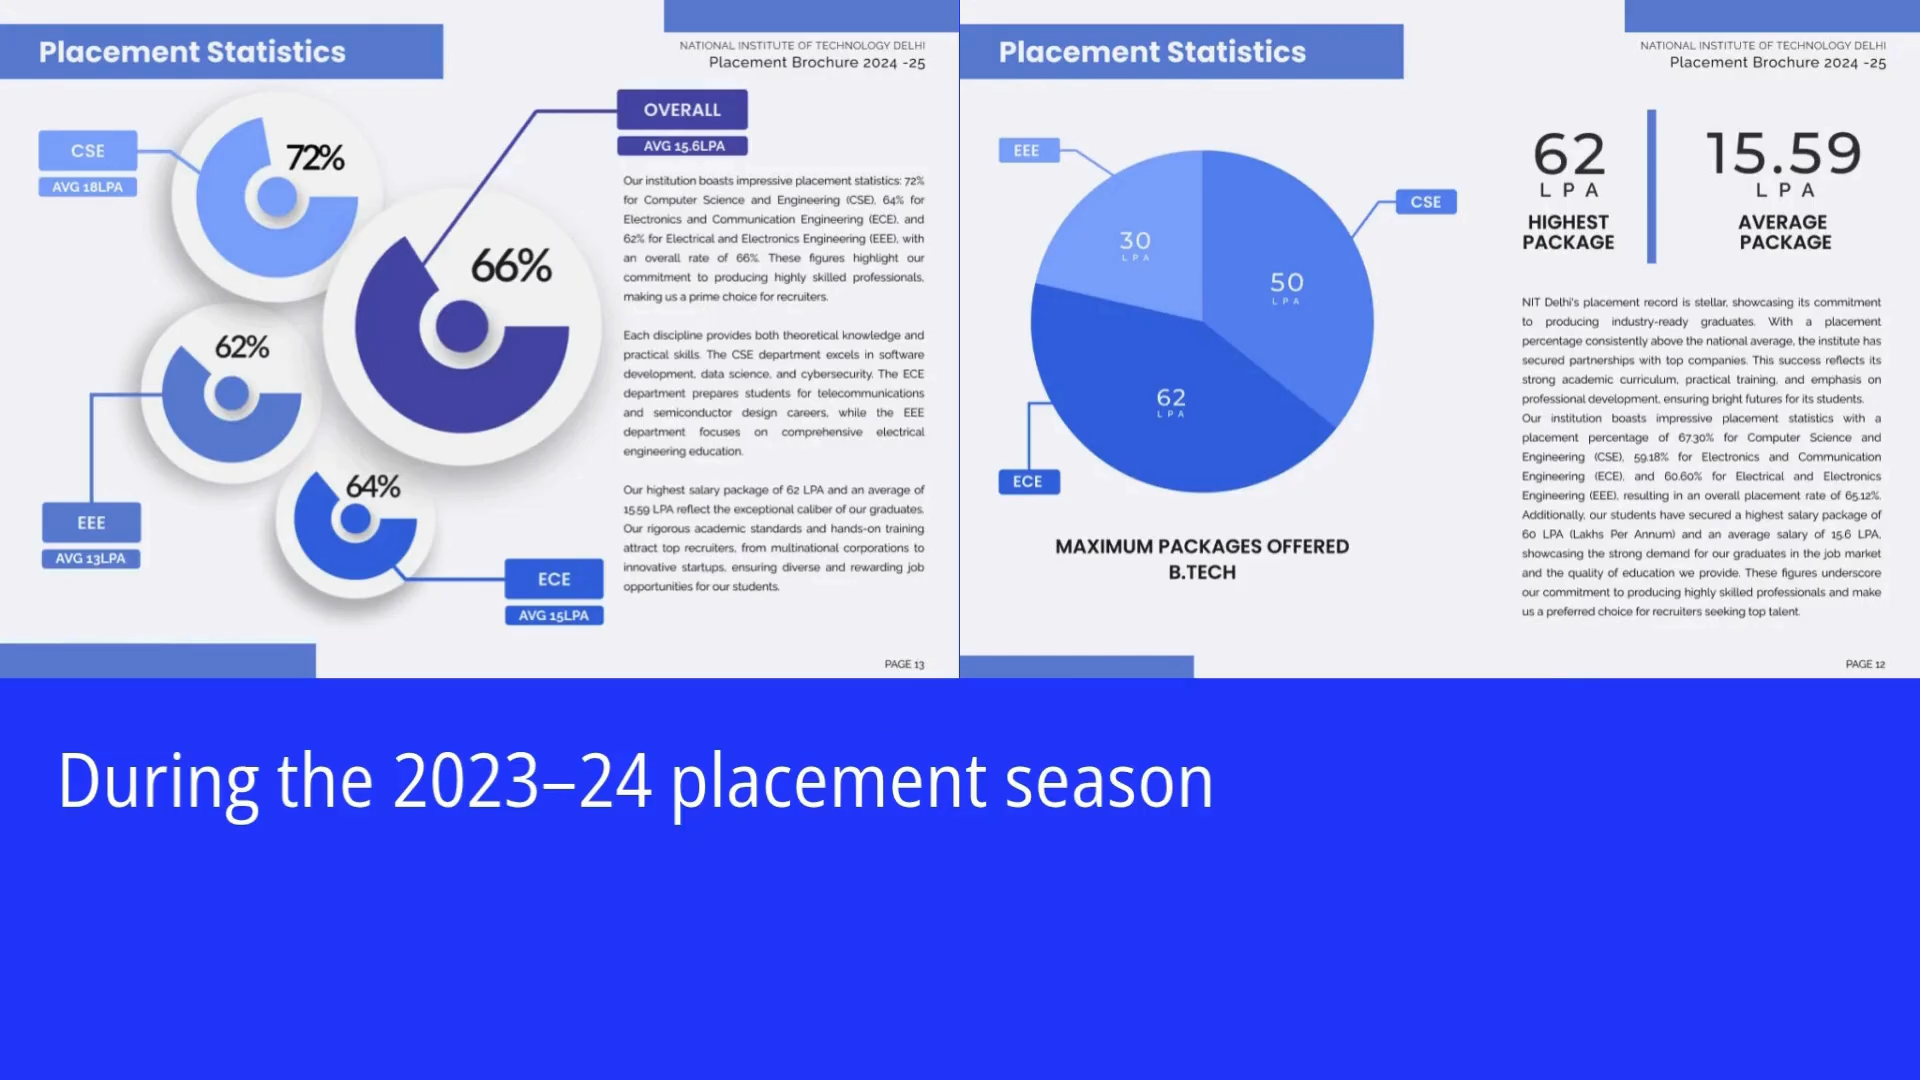 Placement Statistics
NATIONAL INSTITUTE OF TECHNOLOGY DELHI
Placement Brochure 2024 -25
OVERALL
AVG 15.6LPA
CSE
AVG 18LPA
72%
66%
62%
64%
EEE
AVG 13LPA
ECE
AVG 15LPA
Our institution boasts impressive placement statistics: 72%
for Computer Science and Engineering (CSE), 64% for
Electronics and Communication Engineering (ECE), and
62% for Electrical and Electronics Engineering (EEE), with
an overall rate of 66%. These figures highlight our
commitment to producing highly skilled professionals,
making us a prime choice for recruiters.
Each discipline provides both theoretical knowledge and
practical skills. The CSE department excels in software
development, data science, and cybersecurity. The ECE
department prepares students for telecommunications
and semiconductor design careers, while the EEE
department focuses on comprehensive electrical
engineering education.
Our highest salary package of 62 LPA and an average of
15.59 LPA reflect the exceptional caliber of our graduates.
Our rigorous academic standards and hands-on training
attract top recruiters, from multinational corporations to
innovative startups, ensuring diverse and rewarding job
opportunities for our students.
PAGE 13
Placement Statistics
NATIONAL INSTITUTE OF TECHNOLOGY DELHI
Placement Brochure 2024 -25
EEE
CSE
30
LPA
50
LPA
62
LPA
ECE
MAXIMUM PACKAGES OFFERED
B.TECH
62
LPA
HIGHEST
PACKAGE
15.59
LPA
AVERAGE
PACKAGE
NIT Delhi's placement record is stellar, showcasing its commitment
to producing industry-ready graduates. With a placement
percentage consistently above the national average, the institute has
secured partnerships with top companies. This success reflects its
strong academic curriculum, practical training, and emphasis on
professional development, ensuring bright futures for its students.
Our institution boasts impressive placement statistics with a
placement percentage of 67.30% for Computer Science and
Engineering (CSE), 59.18% for Electronics and Communication
Engineering (ECE), and 60.60% for Electrical and Electronics
Engineering (EEE), resulting in an overall placement rate of 65.12%.
Additionally, our students have secured a highest salary package of
60 LPA (Lakhs Per Annum) and an average salary of 15.6 LPA,
showcasing the strong demand for our graduates in the job market
and the quality of education we provide. These figures underscore
our commitment to producing highly skilled professionals and make
us a preferred choice for recruiters seeking top talent.
PAGE 12
During the 2023–24 placement season